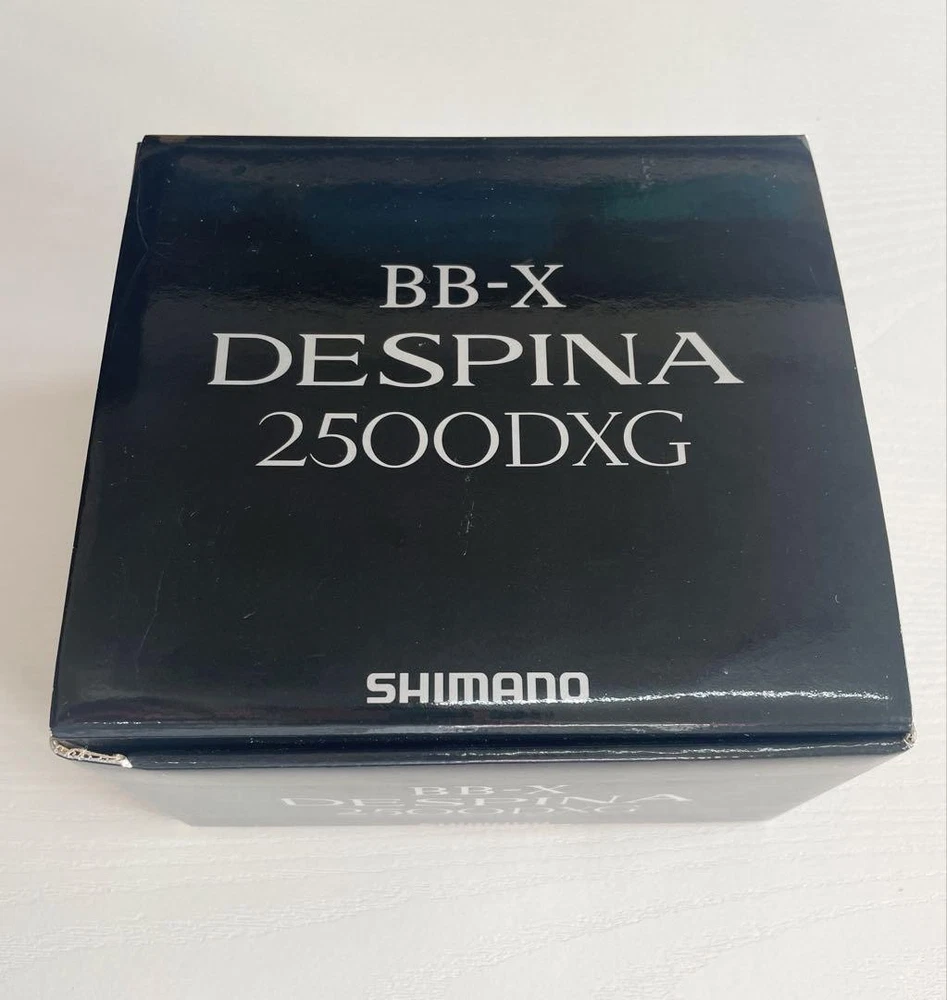 BB-X
DESPINA
2500DXG
SHIMANO
BB-X
DESPINA
2500DXG